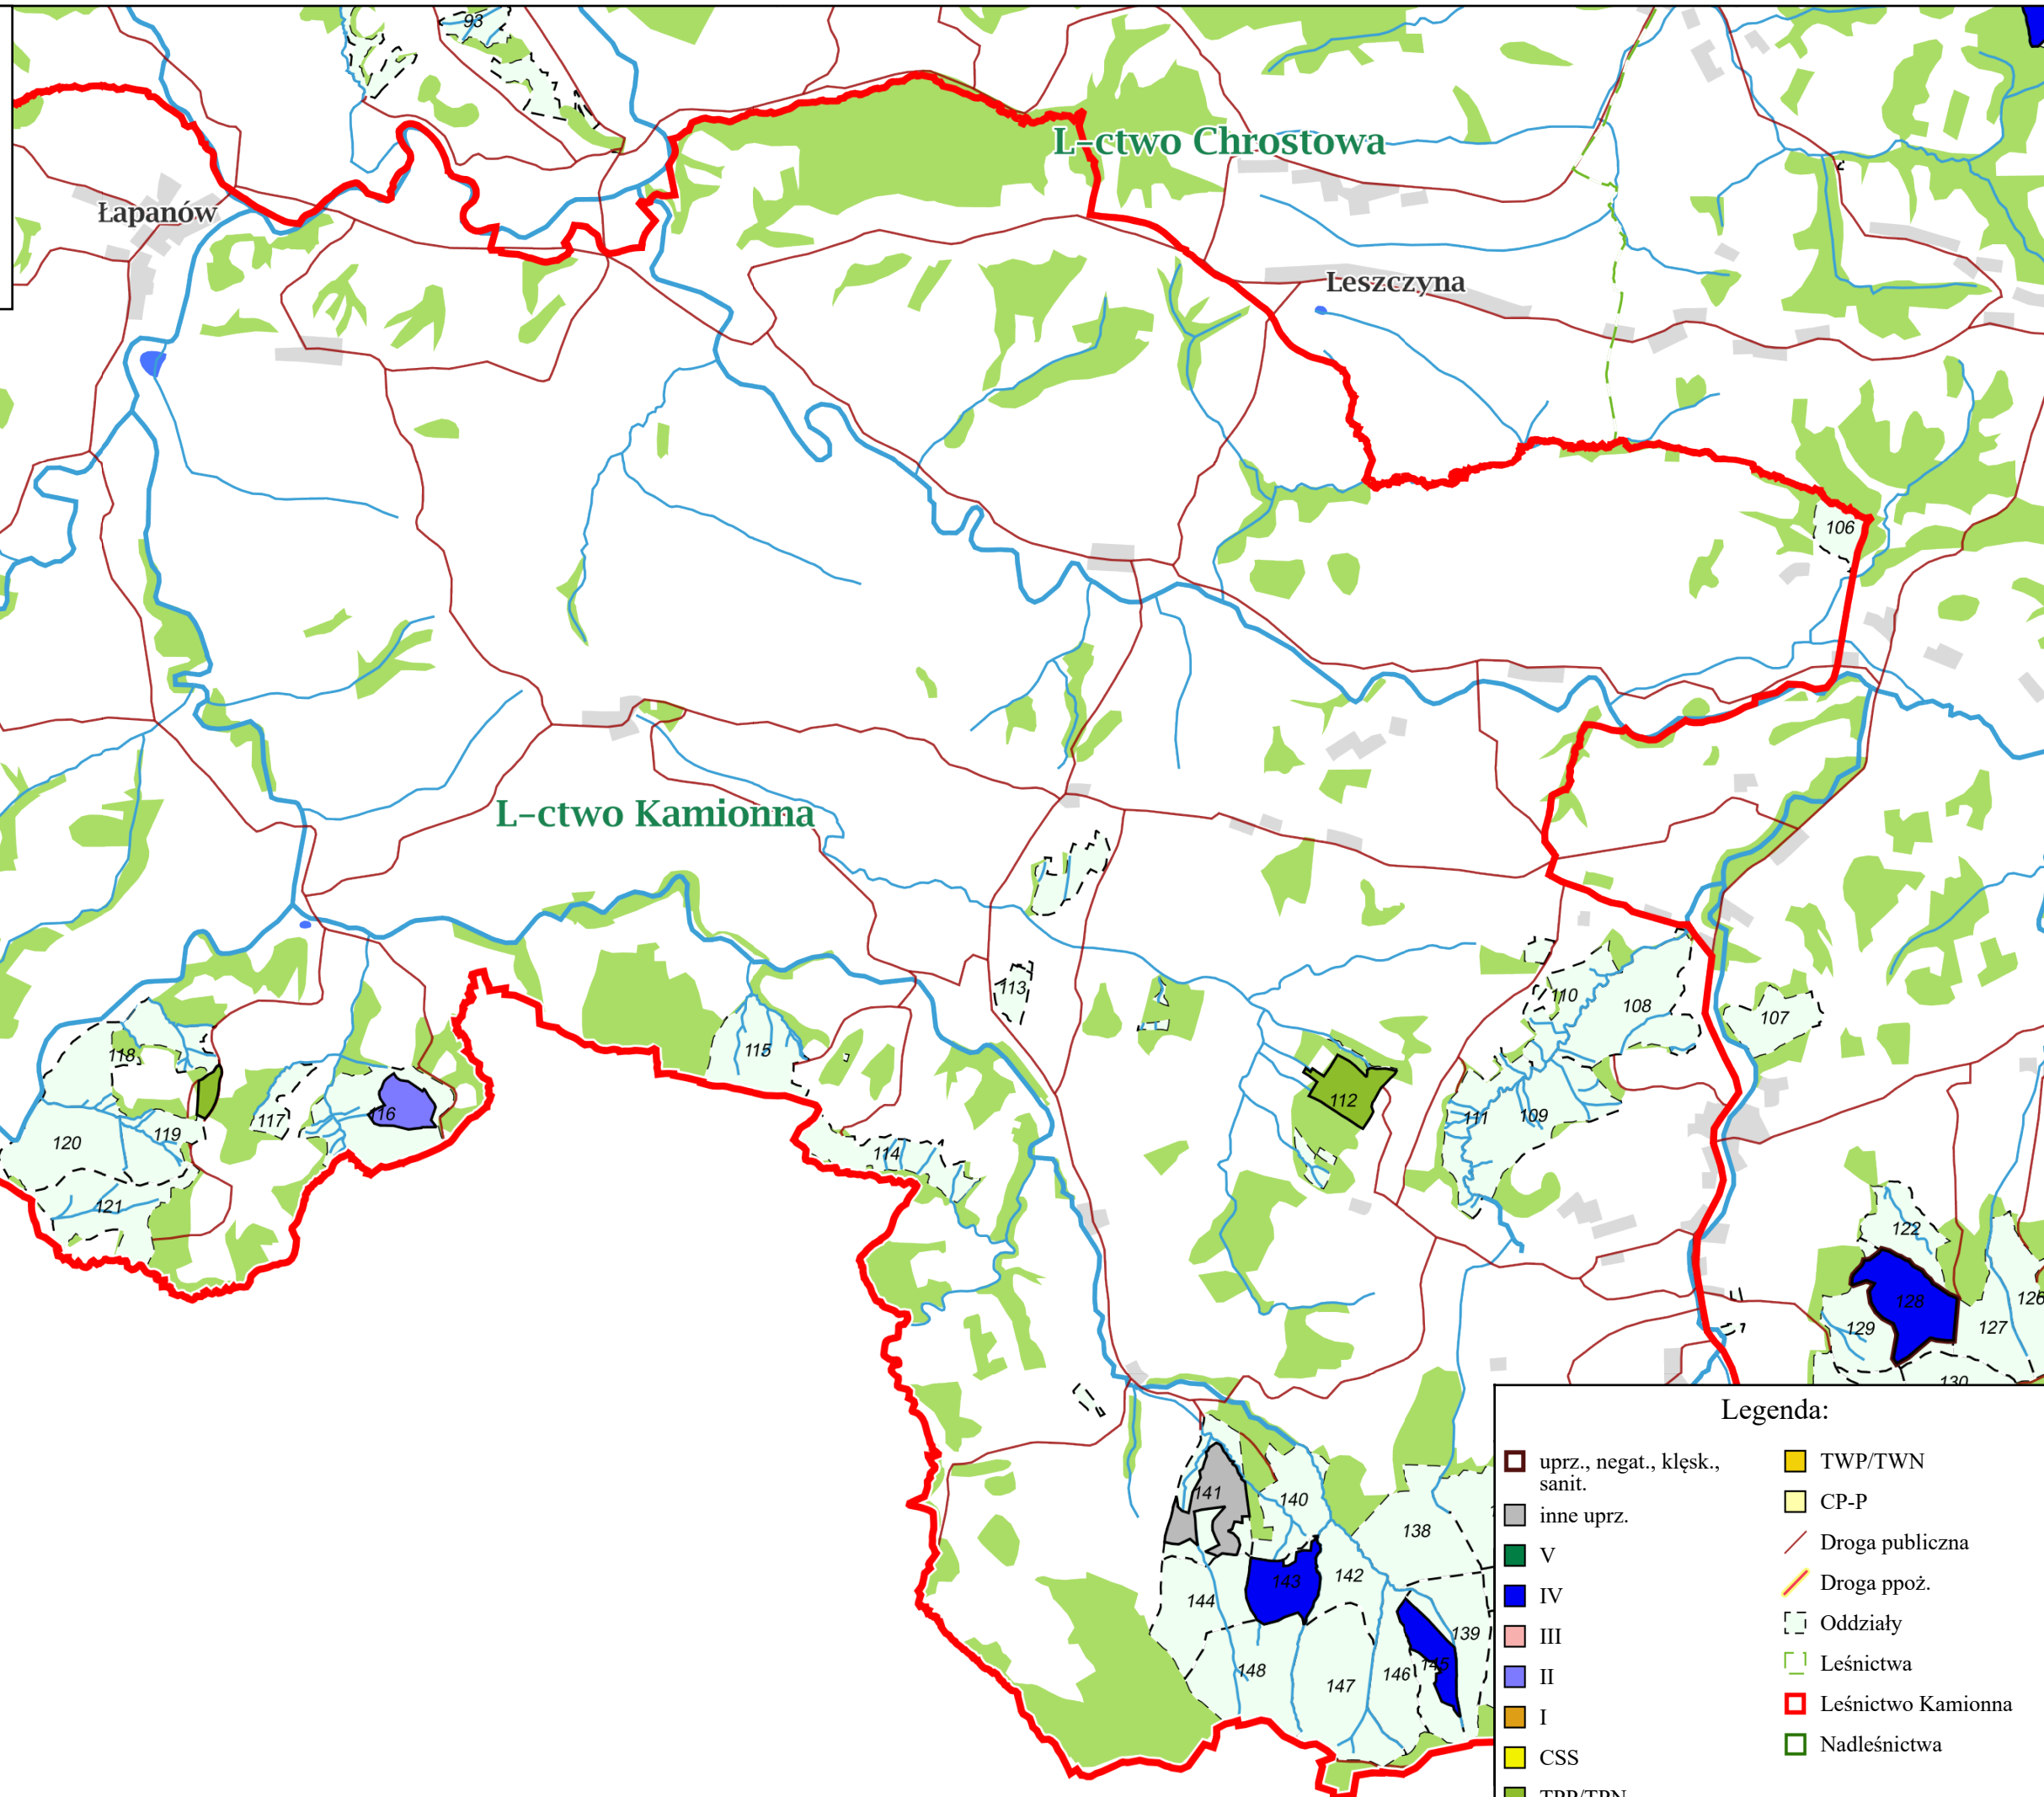 93
L-ctwo Chrostowa
Łapanów
Leszczyna
106
L-ctwo Kamionna
113
110
108
107
118
115
112
117
116
111
109
120
119
114
121
122
128
126
129
127
130
141
140
138
143
142
144
139
148
147
146
145
Legenda:
uprz., negat., klęsk.,
sanit.
inne uprz.
V
IV
III
II
I
CSS
TPP/TPN
TWP/TWN
CP-P
Droga publiczna
Droga ppoż.
Oddziały
Leśnictwa
Leśnictwo Kamionna
Nadleśnictwa